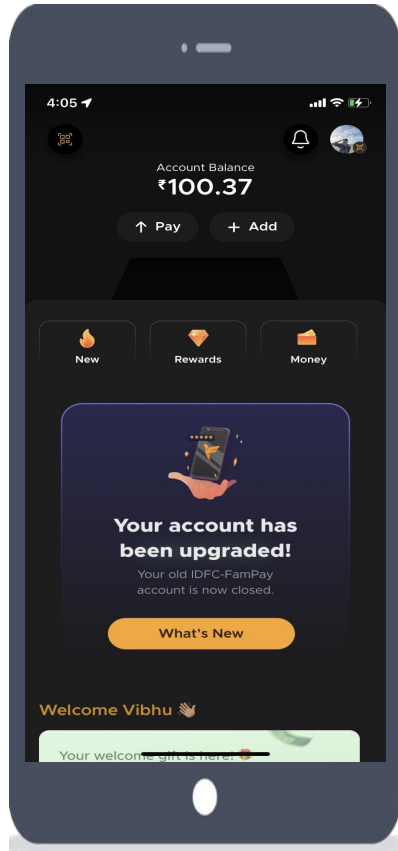 4:05
Account Balance
₹100.37
↑ Pay
+ Add
New
Rewards
Money
Your account has
been upgraded!
Your old IDFC-FamPay
account is now closed.
What's New
Welcome Vibhu 👋🏽
Your welcome gift is here!